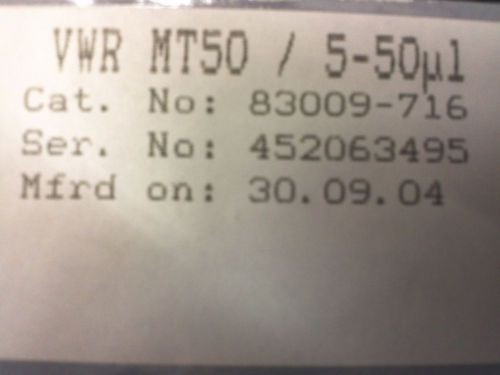 VWR MT50 / 5-50µl
Cat. No: 83009-716
Ser. No: 452063495
Mfrd on: 30.09.04